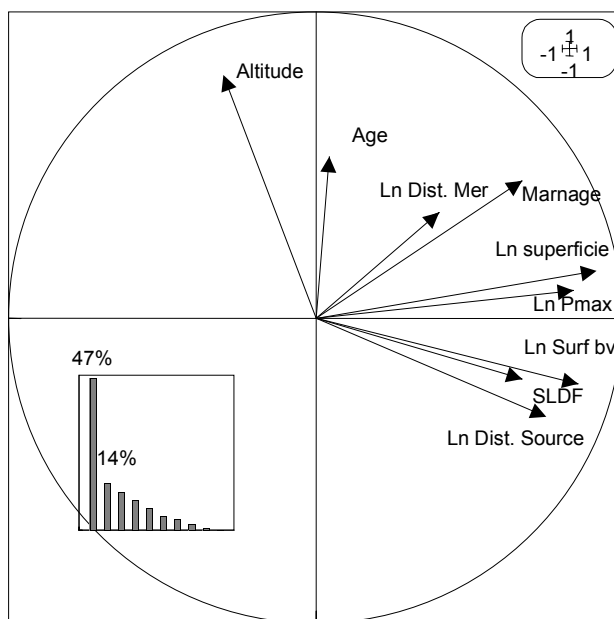 1
-1 1
-1
Altitude
Age
Ln Dist. Mer
Marnage
Ln superficie
Ln Pmax
Ln Surf bv
SLDF
Ln Dist. Source
47%
14%